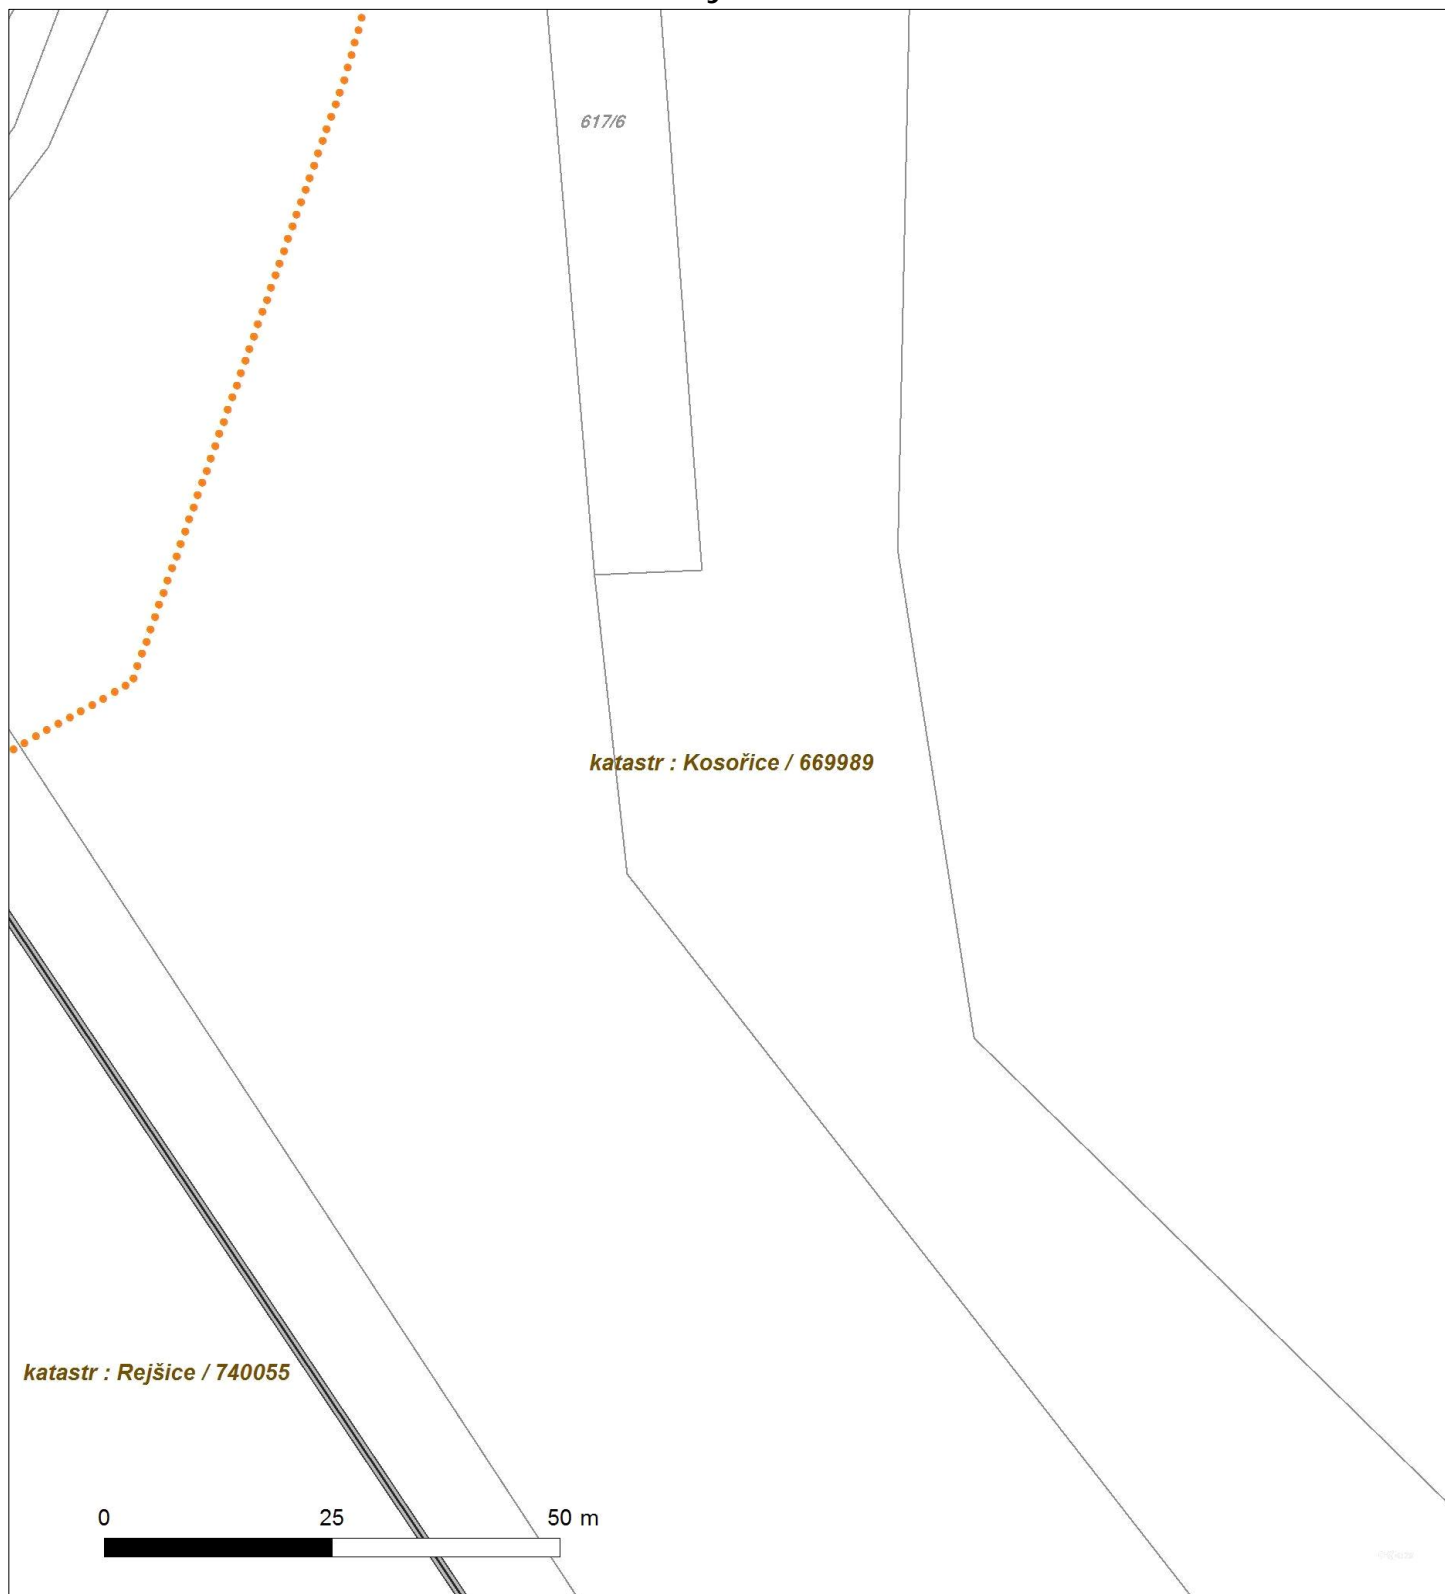 617/6
katastr : Kosořice / 669989
katastr : Rejšice / 740055
0 25 50 m